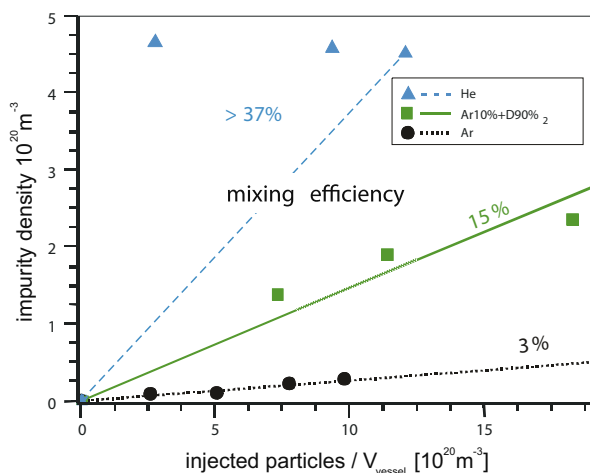 5
4
3
2
1
0
impurity density 10²⁰m⁻³
> 37%
mixing efficiency
15%
3%
He
Ar10%+D90% ₂
Ar
0
5
10
15
injected particles / V_vessel [10²⁰m⁻³]